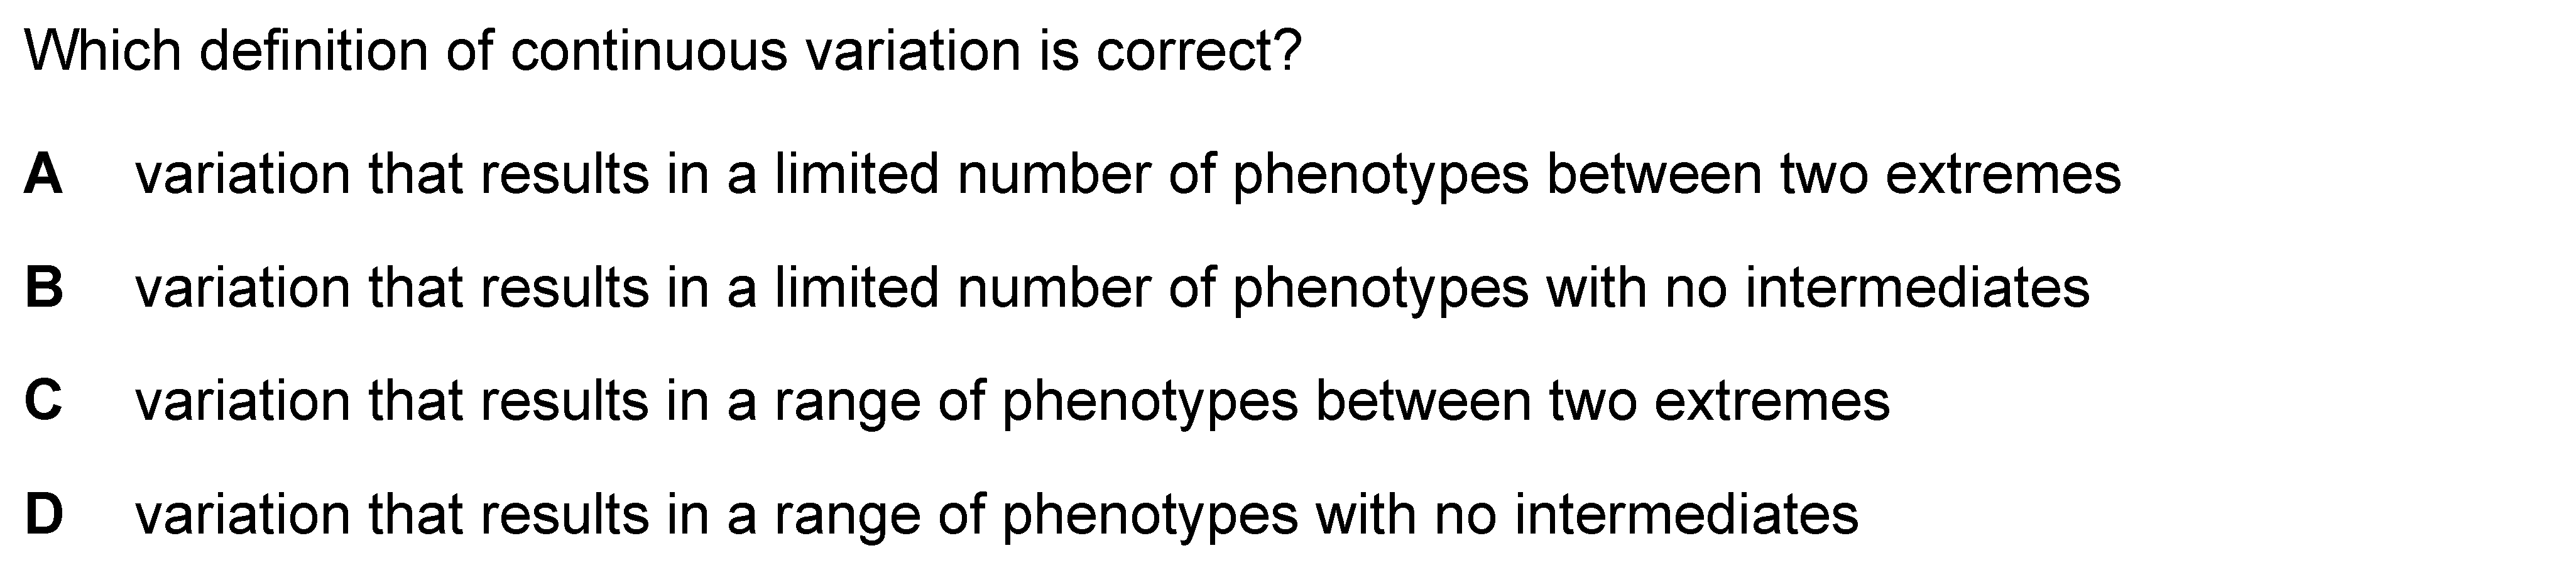 Which definition of continuous variation is correct?
A variation that results in a limited number of phenotypes between two extremes
B variation that results in a limited number of phenotypes with no intermediates
C variation that results in a range of phenotypes between two extremes
D variation that results in a range of phenotypes with no intermediates